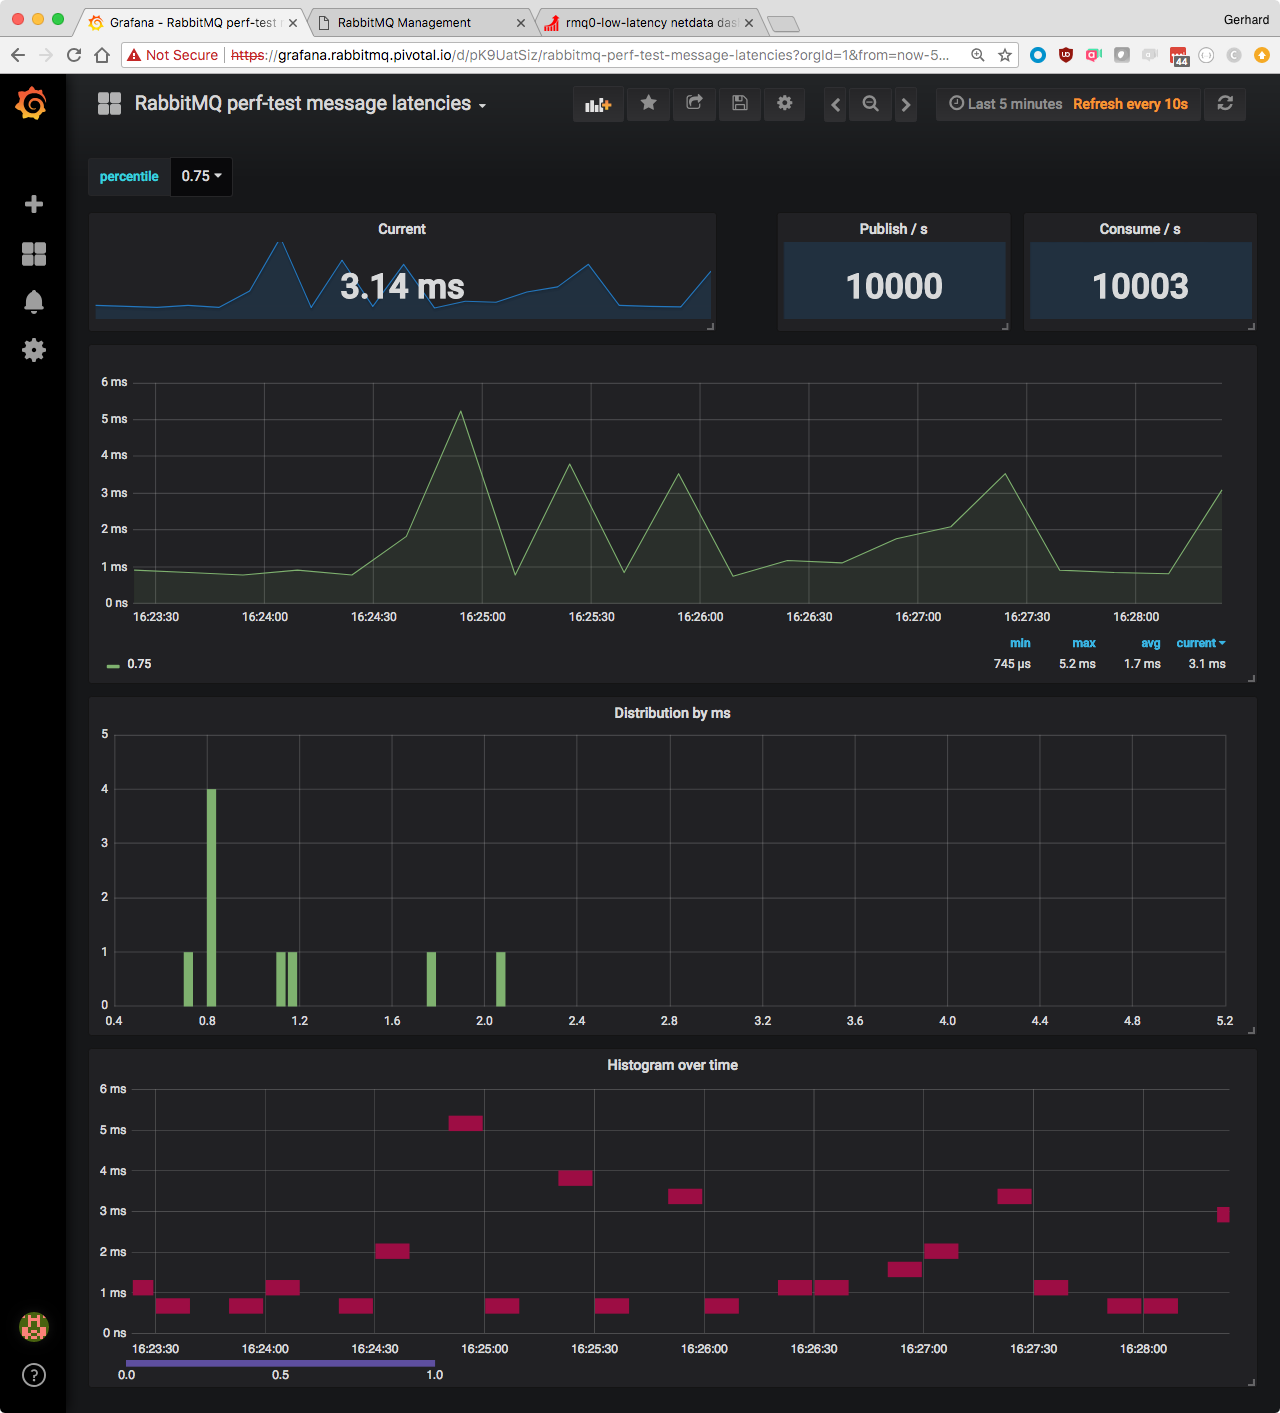 Grafana - RabbitMQ perf-test
RabbitMQ Management
rmq0-low-latency netdata das
Gerhard
Not Secure
https://grafana.rabbitmq.pivotal.io/d/pK9UatSiz/rabbitmq-perf-test-message-latencies?orgId=1&from=now-5...
44
RabbitMQ perf-test message latencies
Last 5 minutes Refresh every 10s
percentile 0.75
Current
3.14 ms
Publish / s
10000
Consume / s
10003
6 ms
5 ms
4 ms
3 ms
2 ms
1 ms
0 ns
16:23:30 16:24:00 16:24:30 16:25:00 16:25:30 16:26:00 16:26:30 16:27:00 16:27:30 16:28:00
min max avg current
0.75 745 µs 5.2 ms 1.7 ms 3.1 ms
Distribution by ms
5
4
3
2
1
0
0.4 0.8 1.2 1.6 2.0 2.4 2.8 3.2 3.6 4.0 4.4 4.8 5.2
Histogram over time
6 ms
5 ms
4 ms
3 ms
2 ms
1 ms
0 ns
16:23:30 16:24:00 16:24:30 16:25:00 16:25:30 16:26:00 16:26:30 16:27:00 16:27:30 16:28:00
0.0 0.5 1.0